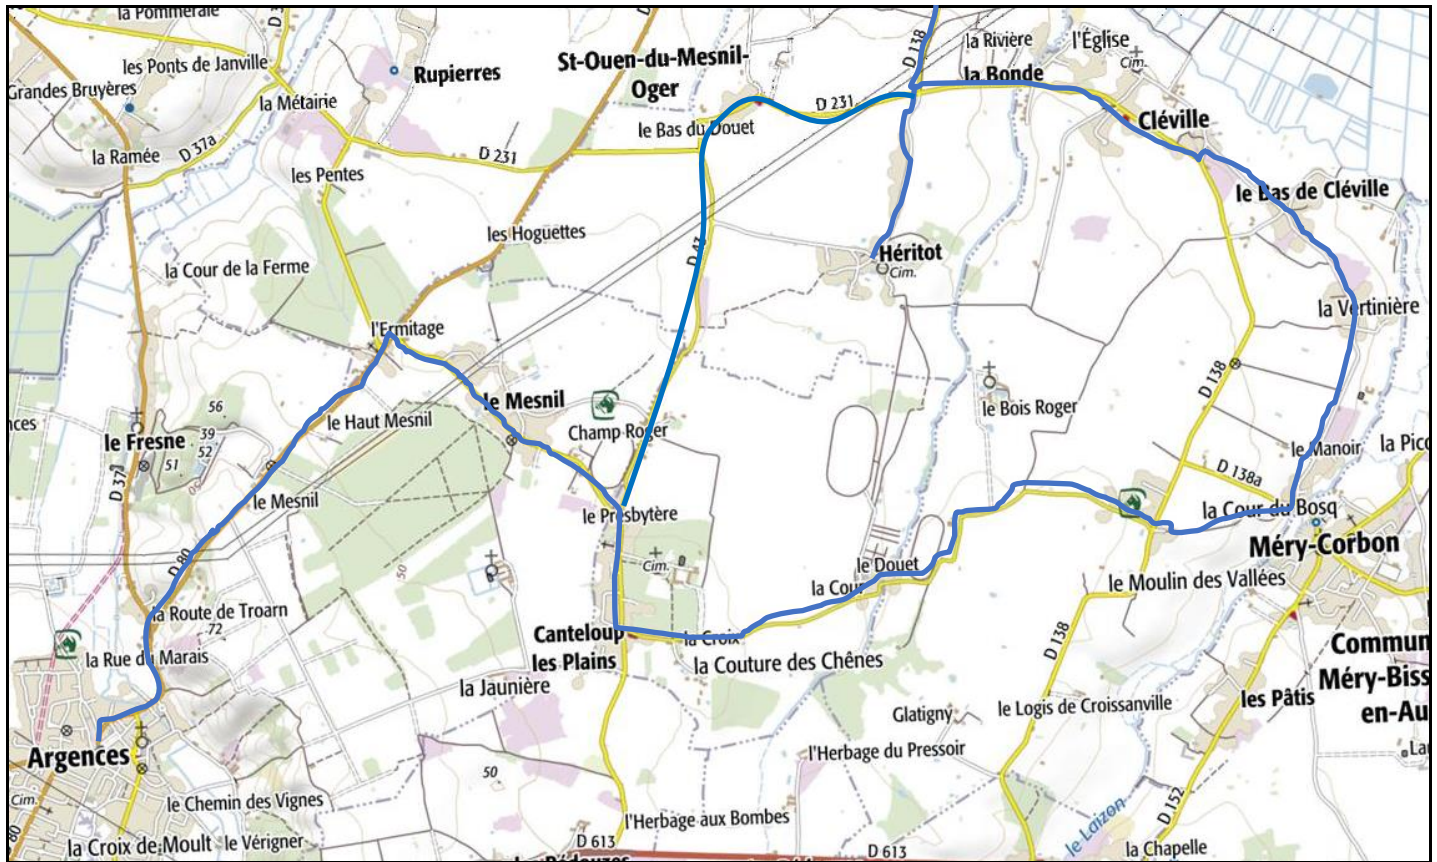 la Pommeraie
D 138
la Rivière
l'Église
Cim.
les Ponts de Janville
Rupierres
St-Ouen-du-Mesnil-
Oger
la Bonde
Grandes Bruyères
la Métairie
D 231
Cléville
le Bas du Douet
la Ramée
D 37a
D 231
les Pentes
le Bas de Cléville
les Hoguettes
D 47
Héritot
Cim.
la Cour de la Ferme
la Vertinière
l'Ermitage
D 138
56
le Haut Mesnil
le Mesnil
Champ Roger
le Bois Roger
nces
le Fresne
39
52
51
50
D 37
le Manoir
la Pico
D 138a
le Mesnil
le Presbytère
la Cour du Bosq
Méry-Corbon
D 80
50
Cim.
le Douet
la Cour
le Moulin des Vallées
la Route de Troarn
72
Canteloup
la Croix
D 138
Commun
la Rue du Marais
les Plains
la Couture des Chênes
Méry-Biss
la Jaunière
les Pâtis
en-Au
Glatigny
le Logis de Croissanville
Argences
l'Herbage du Pressoir
50
Cim.
le Chemin des Vignes
l'Herbage aux Bombes
le Laizon
D 152
la Croix de Moult
le Vérigner
D 613
D 613
la Chapelle